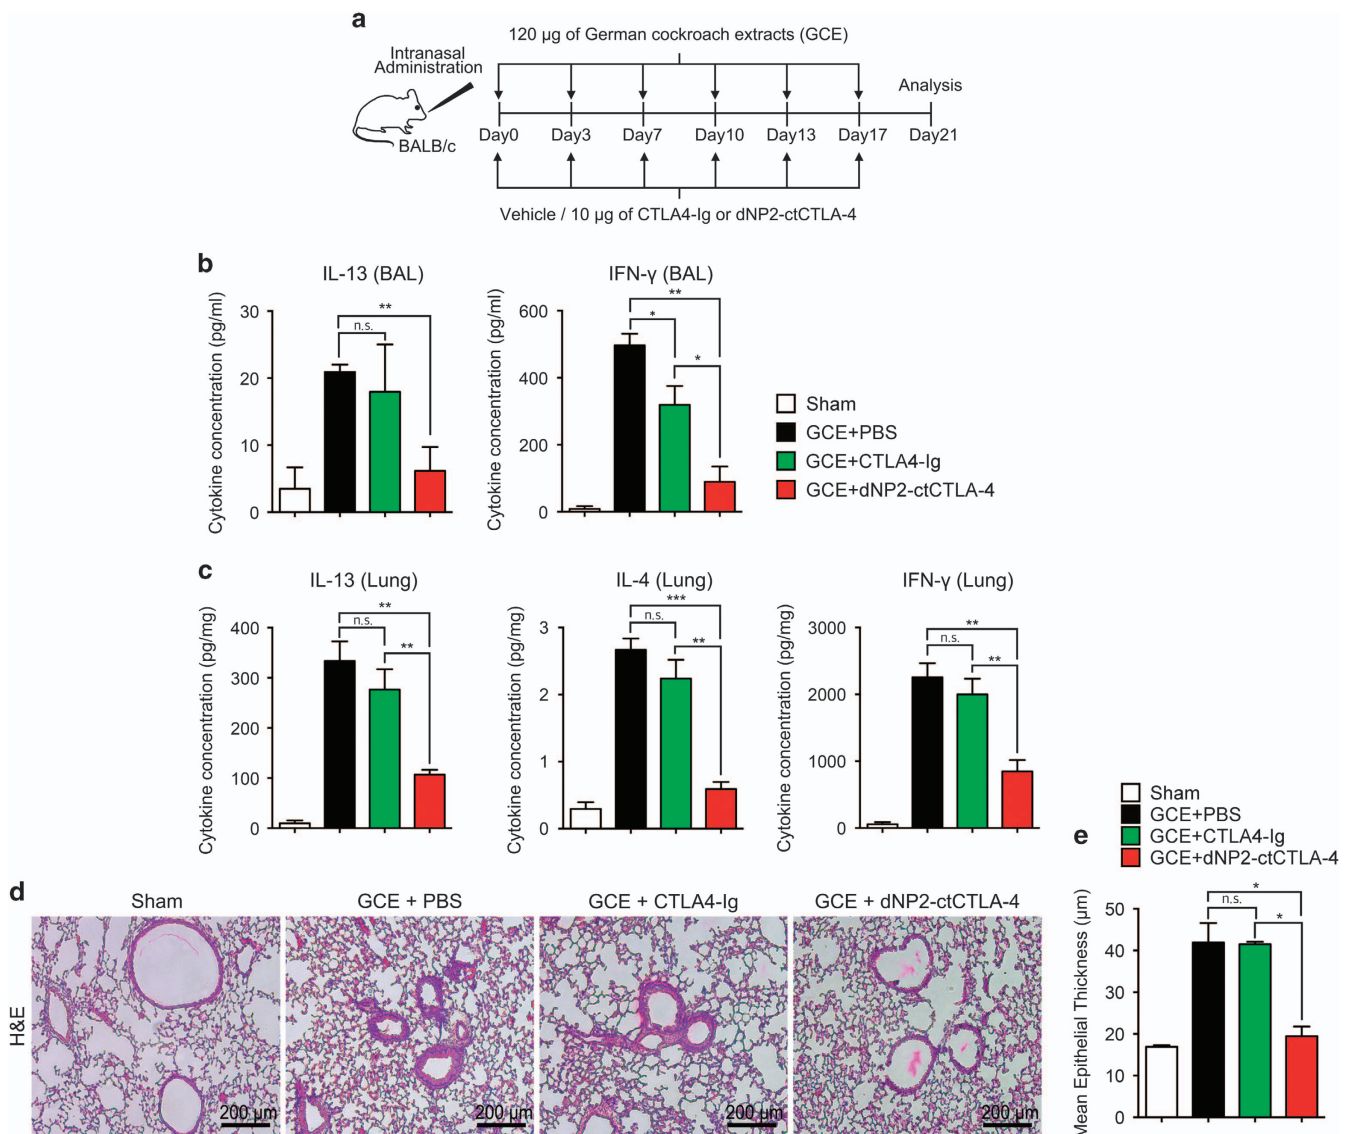 a
120 µg of German cockroach extracts (GCE)
Intranasal
Administration
Analysis
BALB/c
Day0 Day3 Day7 Day10 Day13 Day17 Day21
Vehicle / 10 µg of CTLA4-Ig or dNP2-ctCTLA-4
b
IL-13 (BAL)
Cytokine concentration (pg/ml)
30
20
10
0
**
n.s.
IFN-γ (BAL)
Cytokine concentration (pg/ml)
600
400
200
0
**
*
*
Sham
GCE+PBS
GCE+CTLA4-Ig
GCE+dNP2-ctCTLA-4
c
IL-13 (Lung)
Cytokine concentration (pg/mg)
400
300
200
100
0
**
n.s.
**
IL-4 (Lung)
Cytokine concentration (pg/mg)
3
2
1
0
***
n.s.
**
IFN-γ (Lung)
Cytokine concentration (pg/mg)
3000
2000
1000
0
**
n.s.
**
d
Sham GCE + PBS GCE + CTLA4-Ig GCE + dNP2-ctCTLA-4
H&E
200 µm 200 µm 200 µm 200 µm
e
Sham
GCE+PBS
GCE+CTLA4-Ig
GCE+dNP2-ctCTLA-4
Mean Epithelial Thickness (µm)
50
40
30
20
10
0
*
n.s.
*